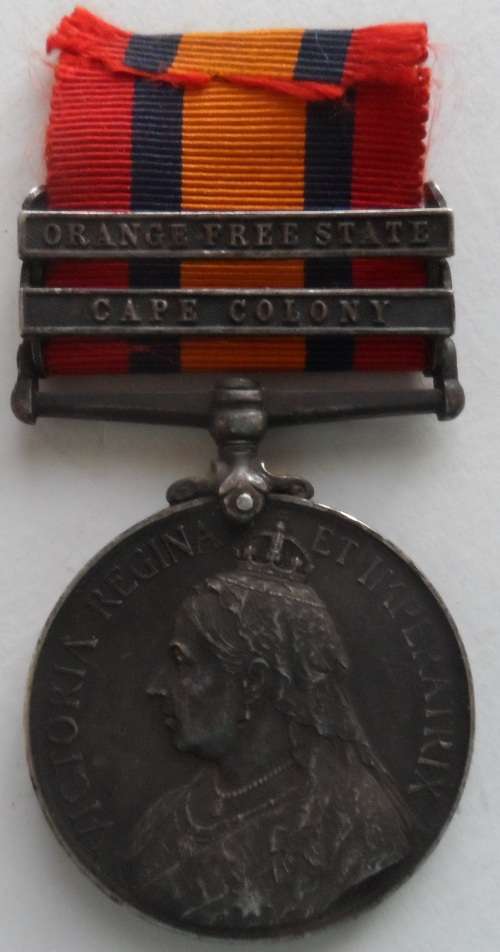 ORANGE FREE STATE
CAPE COLONY
VICTORIA REGINA ET IMPERATRIX